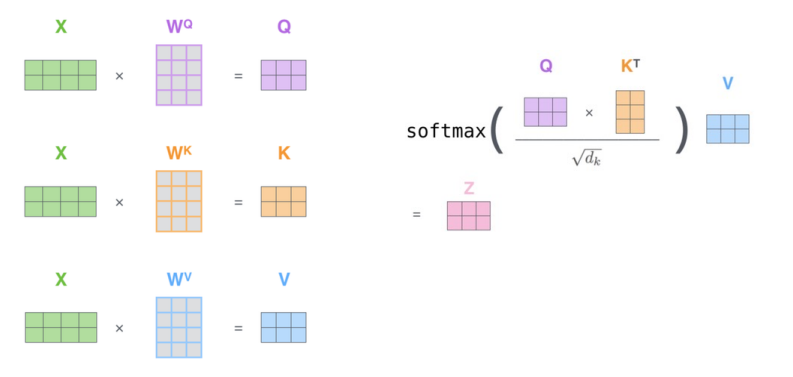 X W^Q Q
× =
X W^K K
× =
X W^V V
× =
Q K^T V
softmax( × )
√d_k
Z
=